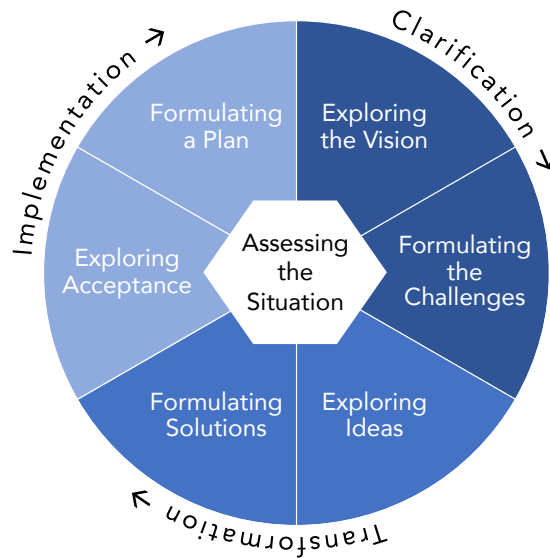 Clarification →
Exploring
the Vision
Formulating
the
Challenges
Exploring
Ideas
Transformation →
Formulating
Solutions
Exploring
Acceptance
Implementation →
Formulating
a Plan
Assessing
the
Situation